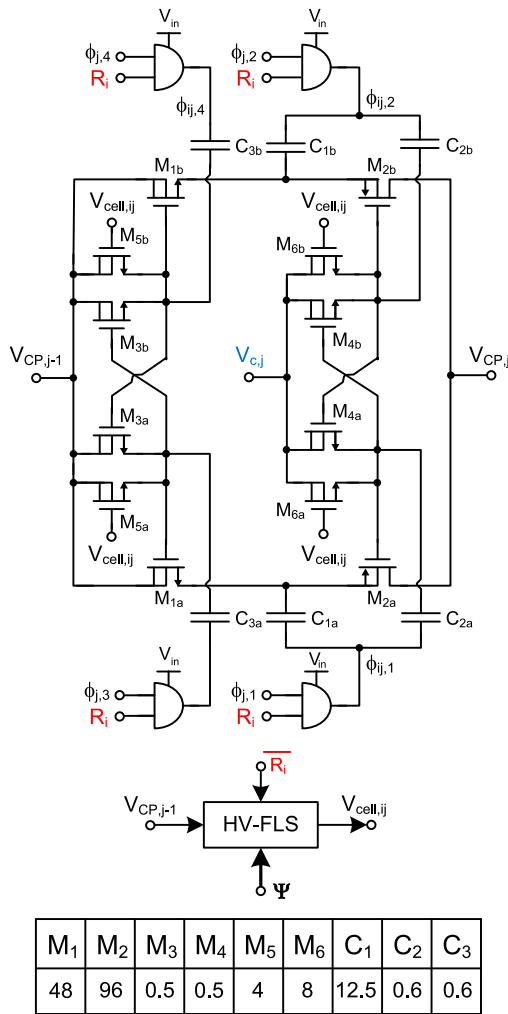 V_in V_in
ϕ_j,4 ϕ_j,2
R_i R_i
ϕ_ij,4 ϕ_ij,2
C_3b C_1b C_2b
M_1b M_2b
V_cell,ij V_cell,ij
M_5b M_6b
M_3b M_4b
V_CP,j-1 V_c,j V_CP,j
M_3a M_4a
M_5a M_6a
V_cell,ij V_cell,ij
M_1a M_2a
C_3a C_1a C_2a
V_in V_in
ϕ_ij,1
ϕ_j,3 ϕ_j,1
R_i R_i
R̅_i
V_CP,j-1 HV-FLS V_cell,ij
Ψ
M_1 M_2 M_3 M_4 M_5 M_6 C_1 C_2 C_3
48 96 0.5 0.5 4 8 12.5 0.6 0.6